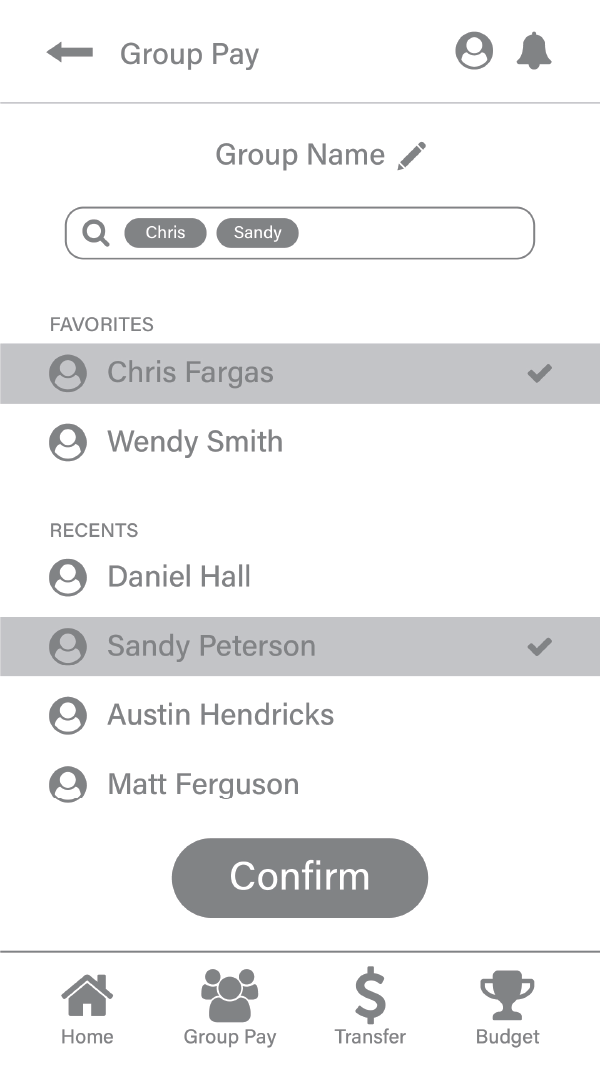 Group Pay
Group Name
Chris Sandy
FAVORITES
Chris Fargas
Wendy Smith
RECENTS
Daniel Hall
Sandy Peterson
Austin Hendricks
Matt Ferguson
Confirm
Home Group Pay Transfer Budget